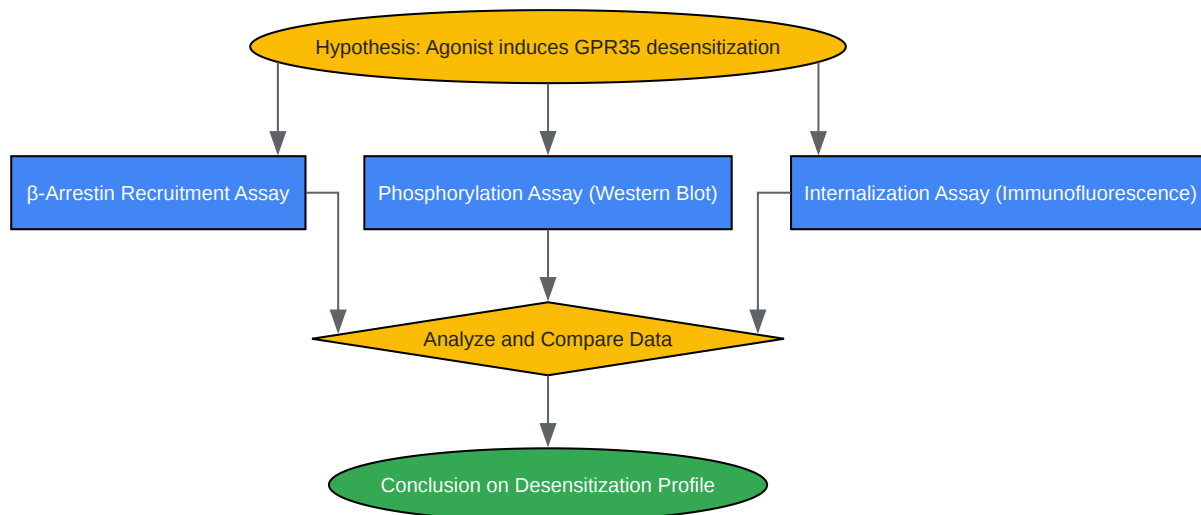 Hypothesis: Agonist induces GPR35 desensitization
β-Arrestin Recruitment Assay
Phosphorylation Assay (Western Blot)
Internalization Assay (Immunofluorescence)
Analyze and Compare Data
Conclusion on Desensitization Profile